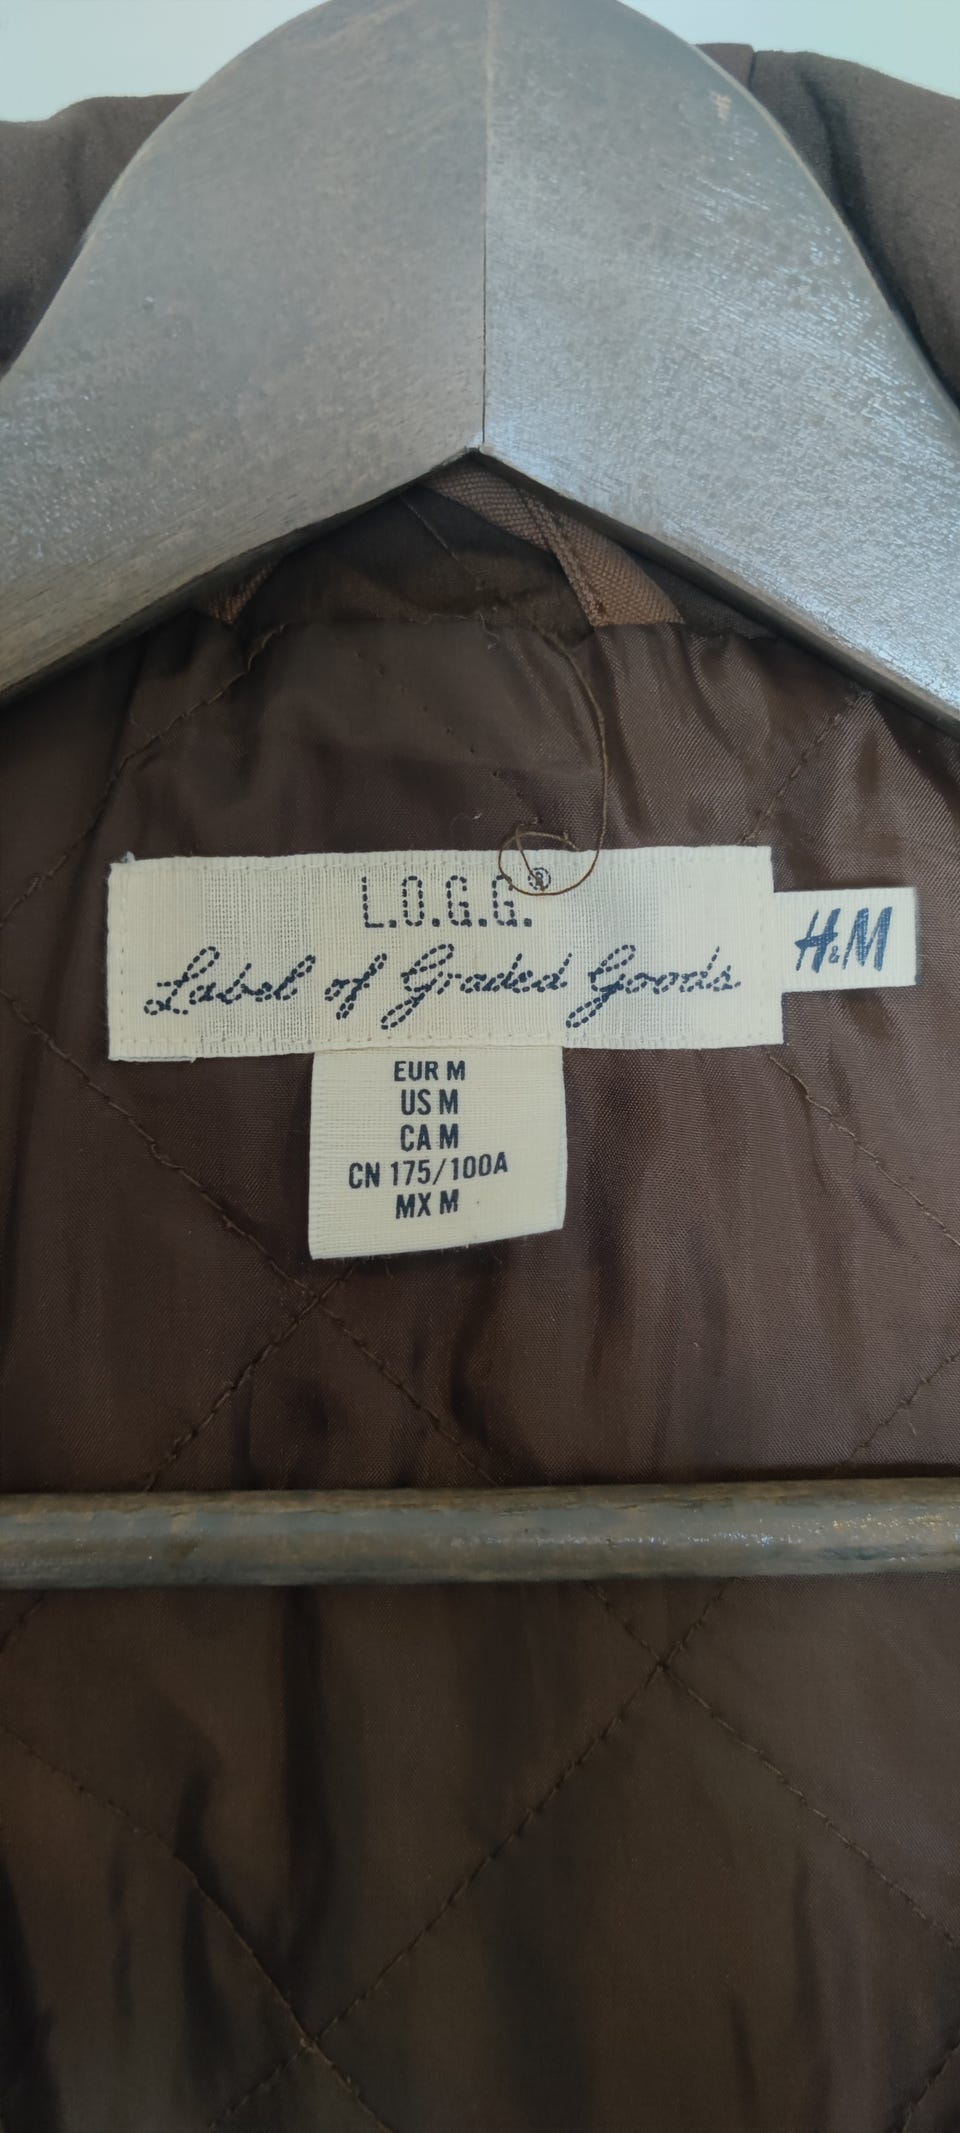 L.O.G.G.®
Label of Graded Goods
H&M
EUR M
US M
CA M
CN 175/100A
MX M